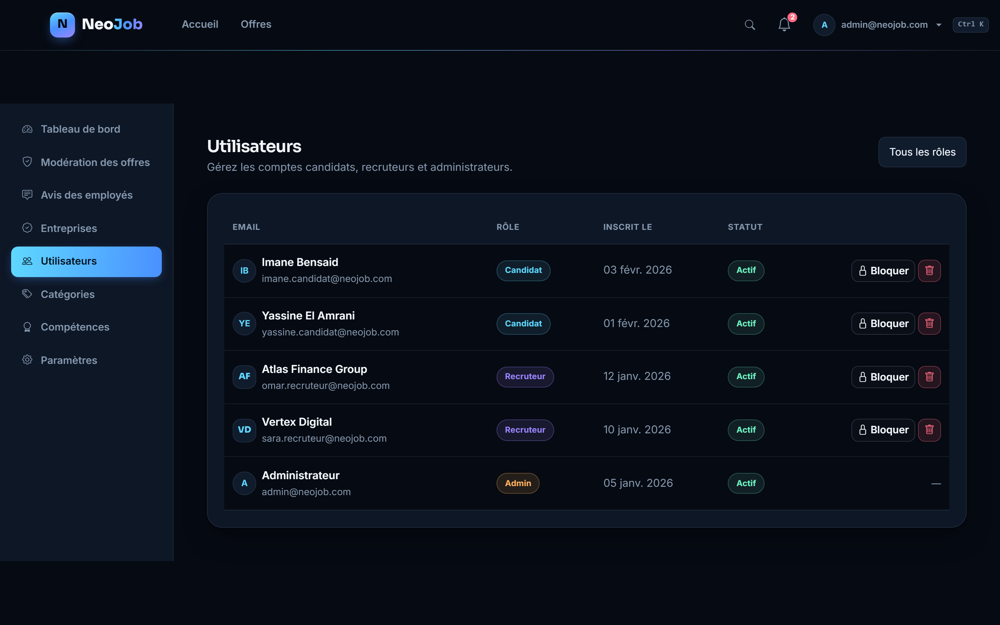 N NeoJob Accueil Offres 2 A admin@neojob.com Ctrl K
Tableau de bord
Modération des offres
Avis des employés
Entreprises
Utilisateurs
Catégories
Compétences
Paramètres
Utilisateurs
Gérez les comptes candidats, recruteurs et administrateurs.
Tous les rôles
EMAIL RÔLE INSCRIT LE STATUT
IB Imane Bensaid
imane.candidat@neojob.com Candidat 03 févr. 2026 Actif Bloquer
YE Yassine El Amrani
yassine.candidat@neojob.com Candidat 01 févr. 2026 Actif Bloquer
AF Atlas Finance Group
omar.recruteur@neojob.com Recruteur 12 janv. 2026 Actif Bloquer
VD Vertex Digital
sara.recruteur@neojob.com Recruteur 10 janv. 2026 Actif Bloquer
A Administrateur
admin@neojob.com Admin 05 janv. 2026 Actif —